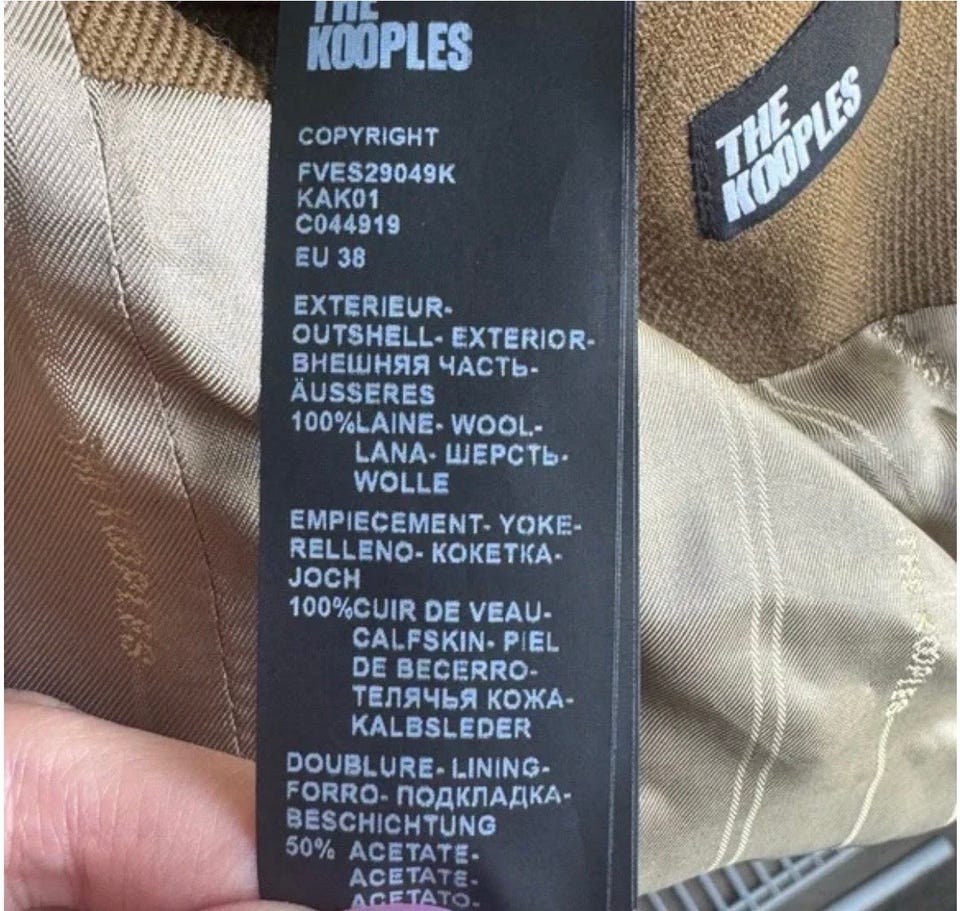 THE
KOOPLES
COPYRIGHT
FVES29049K
KAK01
C044919
EU 38
EXTERIEUR-
OUTSHELL- EXTERIOR-
ВНЕШНЯЯ ЧАСТЬ-
ÄUSSERES
100%LAINE- WOOL-
LANA- ШЕРСТЬ-
WOLLE
EMPIECEMENT- YOKE-
RELLENO- КОКЕТКА-
JOCH
100%CUIR DE VEAU-
CALFSKIN- PIEL
DE BECERRO-
ТЕЛЯЧЬЯ КОЖА-
KALBSLEDER
DOUBLURE- LINING-
FORRO- ПОДКЛАДКА-
BESCHICHTUNG
50% ACETATE-
ACETATE-
ACETATO-
THE
KOOPLES